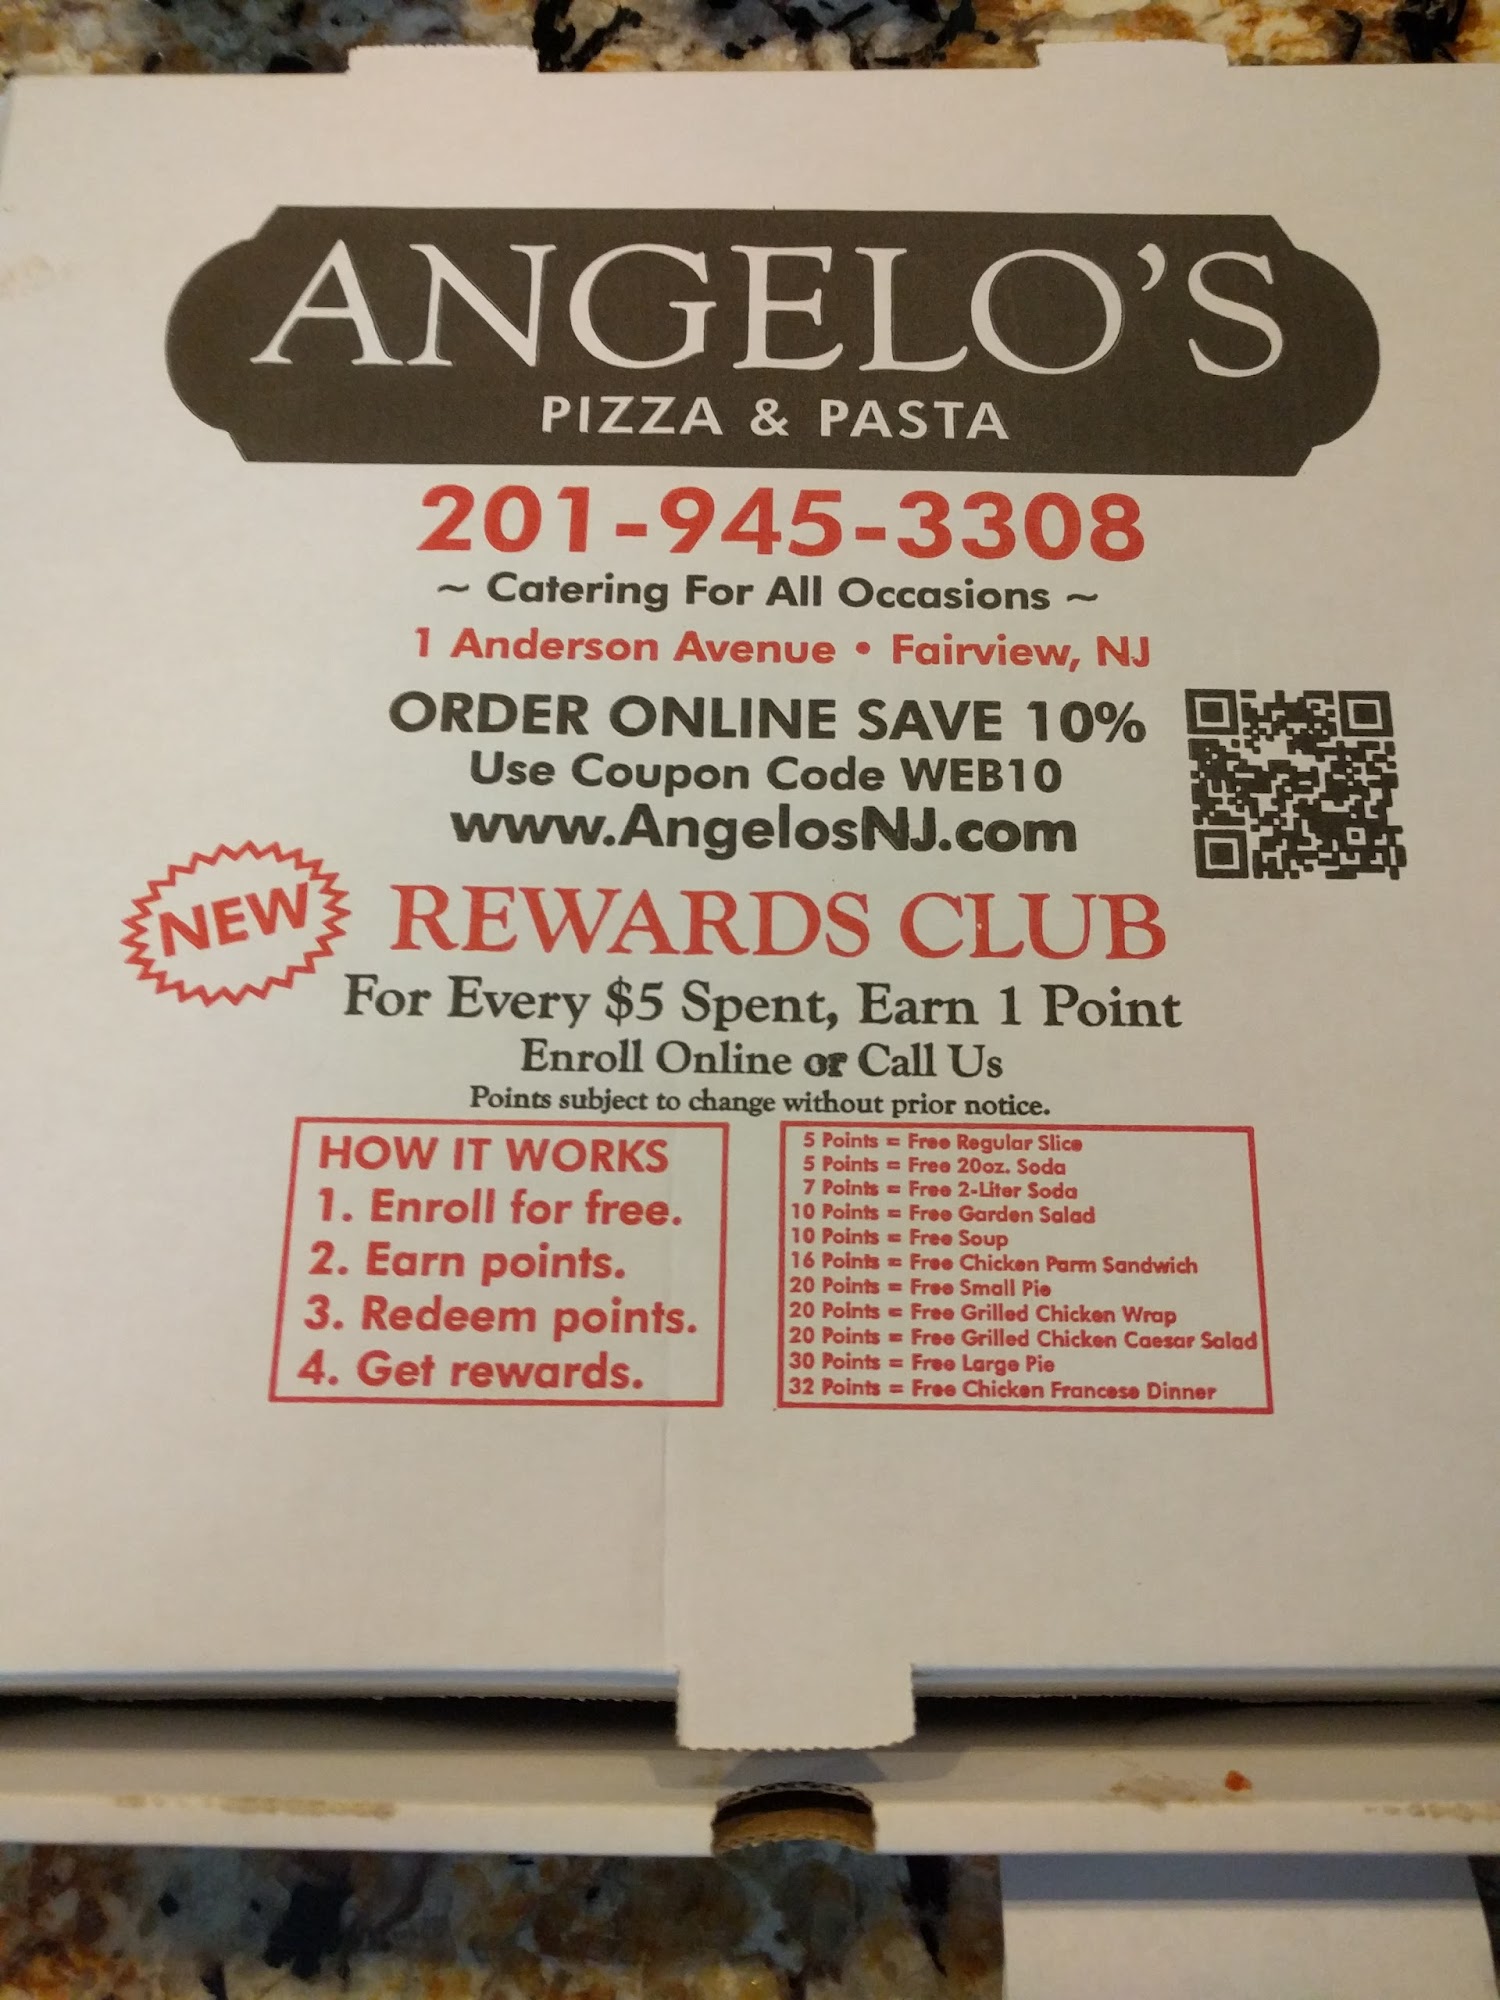 ANGELO'S
PIZZA & PASTA
201-945-3308
~ Catering For All Occasions ~
1 Anderson Avenue • Fairview, NJ
ORDER ONLINE SAVE 10%
Use Coupon Code WEB10
www.AngelosNJ.com
NEW
REWARDS CLUB
For Every $5 Spent, Earn 1 Point
Enroll Online or Call Us
Points subject to change without prior notice.
HOW IT WORKS
1. Enroll for free.
2. Earn points.
3. Redeem points.
4. Get rewards.
5 Points = Free Regular Slice
5 Points = Free 20oz. Soda
7 Points = Free 2-Liter Soda
10 Points = Free Garden Salad
10 Points = Free Soup
16 Points = Free Chicken Parm Sandwich
20 Points = Free Small Pie
20 Points = Free Grilled Chicken Wrap
20 Points = Free Grilled Chicken Caesar Salad
30 Points = Free Large Pie
32 Points = Free Chicken Francese Dinner